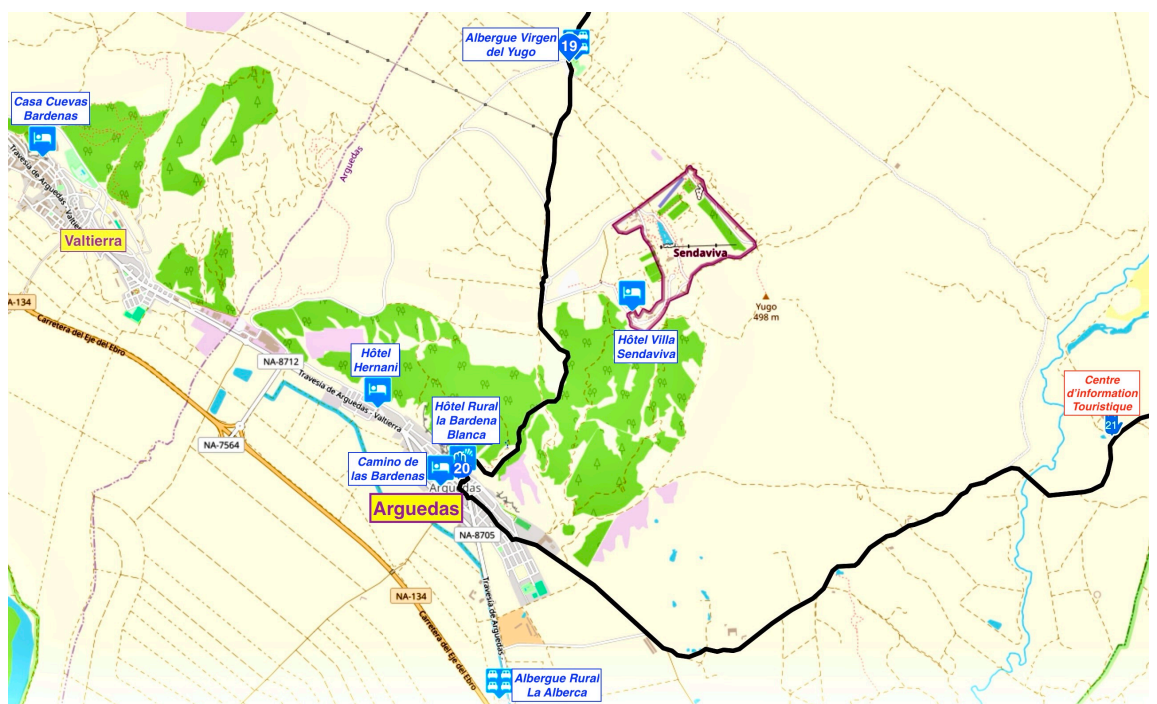 Albergue Virgen
del Yugo
19
Casa Cuevas
Bardenas
Travesía de Arguedas - Valtierra
Arguedas
Valtierra
Sendaviva
Yugo
498 m
A-134
Carretera del Eje del Ebro
NA-8712
Hôtel Villa
Sendaviva
Hôtel
Hernani
Travesía de Arguedas - Valtierra
Centre
d'information
Touristique
21
Hôtel Rural
la Bardena
Blanca
NA-7564
Camino de
las Bardenas
20
Arguedas
Arguedas
NA-8705
NA-134
Travesía de Arguedas
Carretera del Eje del Ebro
Albergue Rural
La Alberca